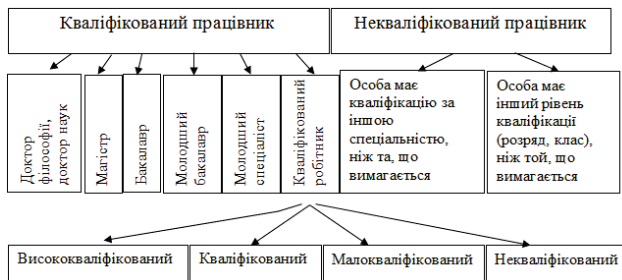 Кваліфікований працівник
Некваліфікований працівник
Доктор
філософії,
доктор наук
Магістр
Бакалавр
Молодший
бакалавр
Молодший
спеціаліст
Кваліфікований
робітник
Особа має
кваліфікацію за
іншою
спеціальністю,
ніж та, що
вимагається
Особа має
інший рівень
кваліфікації
(розряд, клас),
ніж той, що
вимагається
Висококваліфікований
Кваліфікований
Малокваліфікований
Некваліфікований